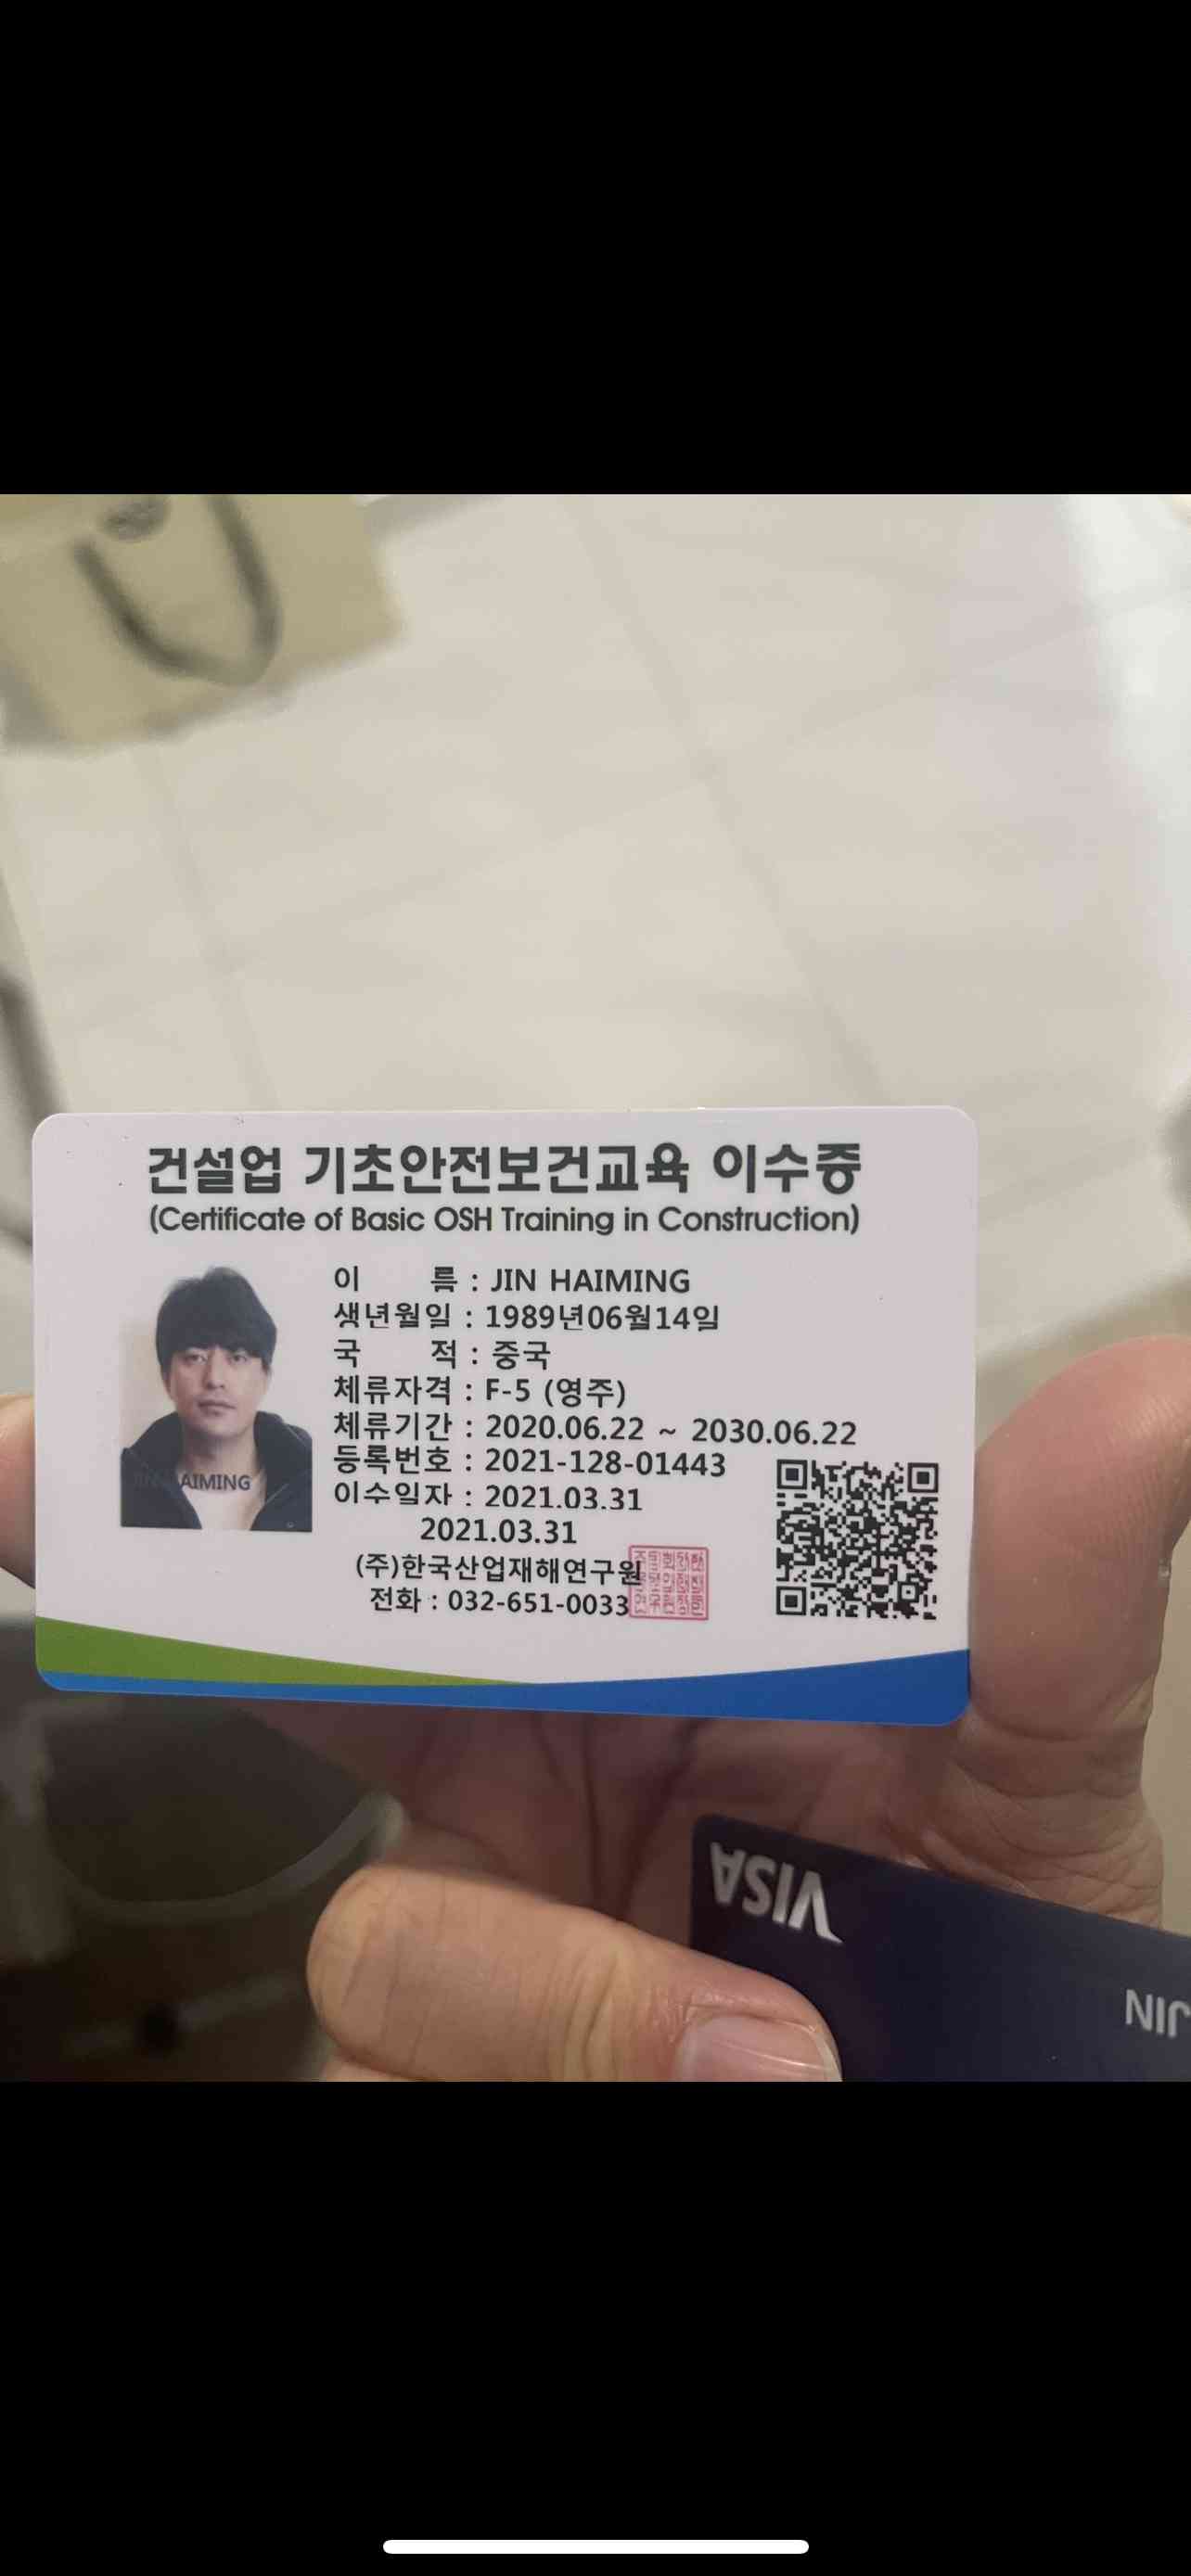 건설업 기초안전보건교육 이수증
(Certificate of Basic OSH Training in Construction)
이 름 : JIN HAIMING
생년월일 : 1989년06월14일
국 적 : 중국
체류자격 : F-5 (영주)
체류기간 : 2020.06.22 ~ 2030.06.22
등록번호 : 2021-128-01443
이수일자 : 2021.03.31
2021.03.31
(주)한국산업재해연구원
전화 : 032-651-0033
JIN HAIMING
VISA
JIN